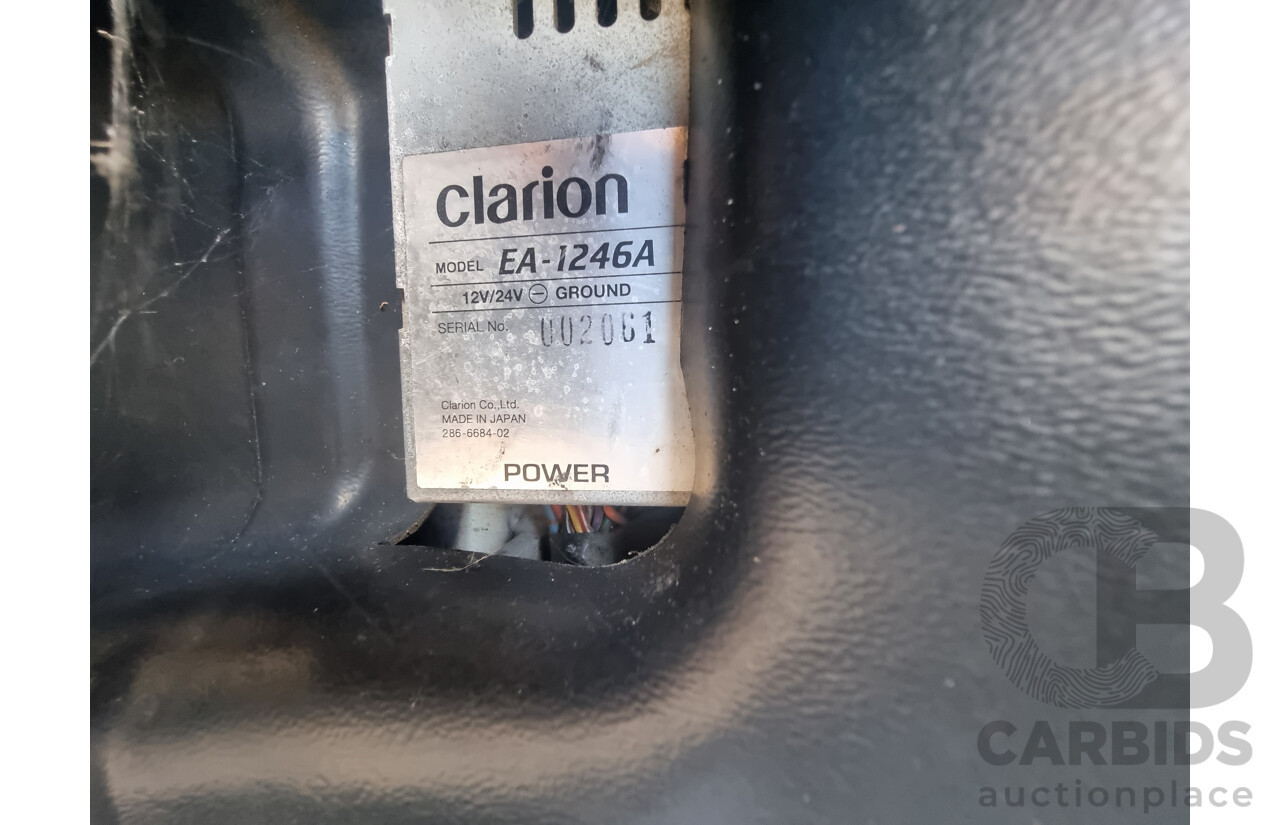 clarion
MODEL EA-1246A
12V/24V ⊖ GROUND
SERIAL No. 002061
Clarion Co.,Ltd.
MADE IN JAPAN
286-6684-02
POWER
CB
CARBIDS
auctionplace